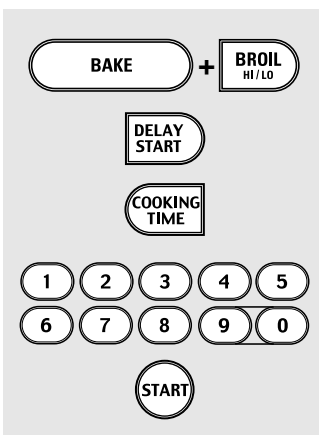 BAKE + BROIL
HI / LO
DELAY
START
COOKING
TIME
1 2 3 4 5
6 7 8 9 0
START